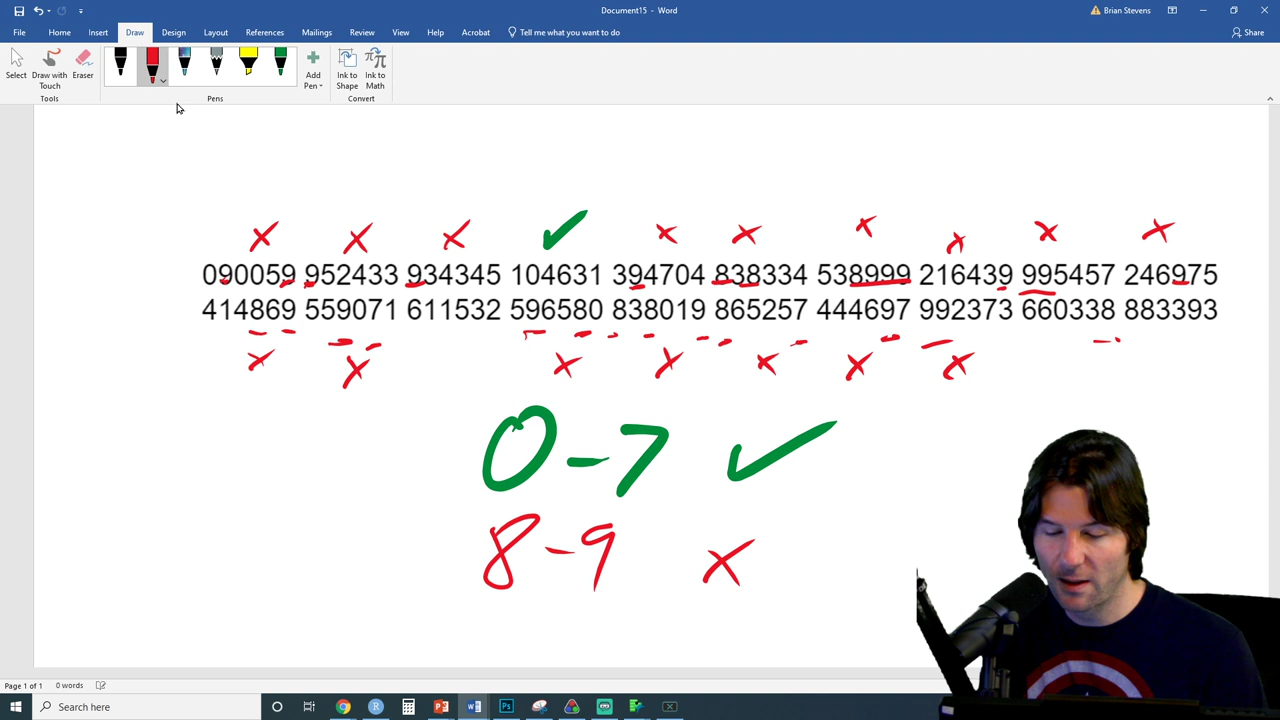 Document15 - Word
Brian Stevens
File Home Insert Draw Design Layout References Mailings Review View Help Acrobat Tell me what you want to do Share
Select Draw with Touch Eraser Add Pen Ink to Shape Ink to Math
Tools Pens Convert
090059 952433 934345 104631 394704 838334 538999 216439 995457 246975
414869 559071 611532 596580 838019 865257 444697 992373 660338 883393
0-7 ✓
8-9 x
Page 1 of 1 0 words
Search here